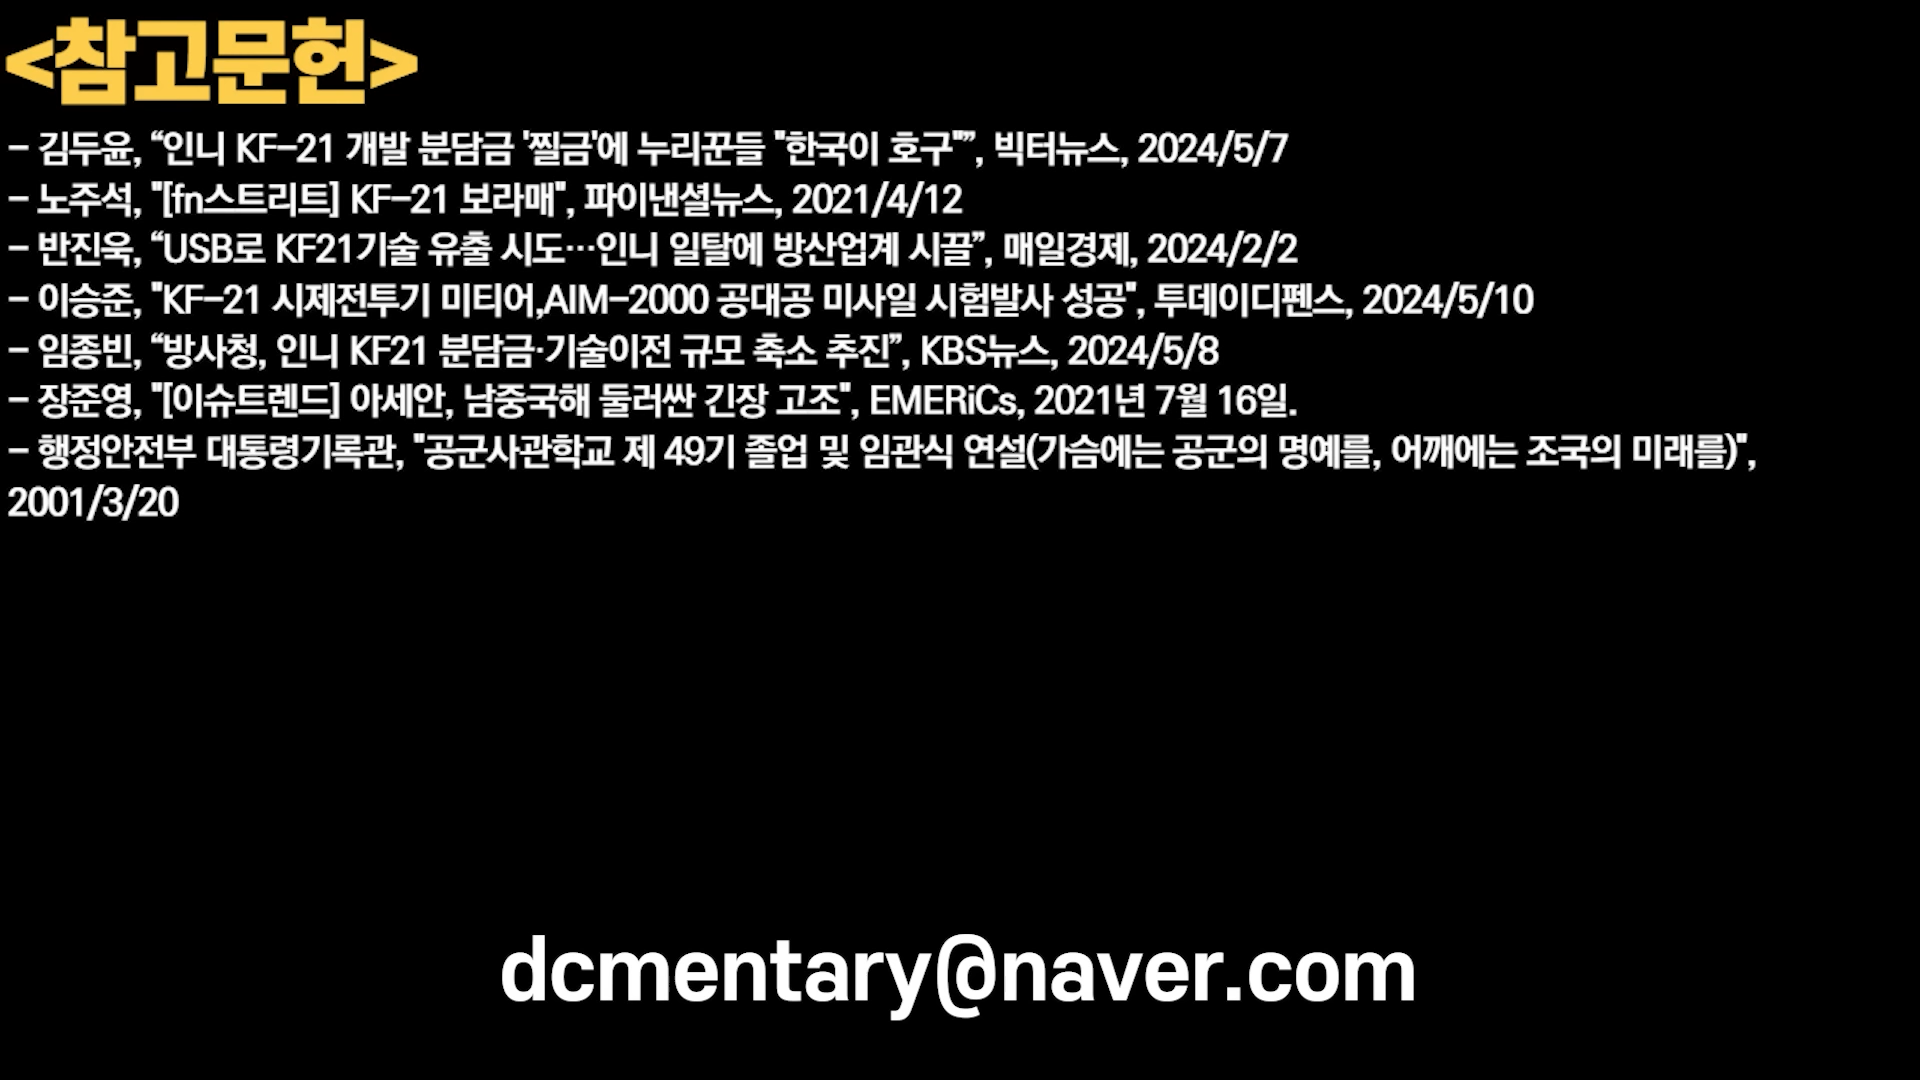 <참고문헌>
- 김두윤, “인니 KF-21 개발 분담금 '찔금'에 누리꾼들 "한국이 호구"”, 빅터뉴스, 2024/5/7
- 노주석, "[fn스트리트] KF-21 보라매", 파이낸셜뉴스, 2021/4/12
- 반진욱, “USB로 KF21기술 유출 시도…인니 일탈에 방산업계 시끌”, 매일경제, 2024/2/2
- 이승준, "KF-21 시제전투기 미티어,AIM-2000 공대공 미사일 시험발사 성공", 투데이디펜스, 2024/5/10
- 임종빈, “방사청, 인니 KF21 분담금·기술이전 규모 축소 추진”, KBS뉴스, 2024/5/8
- 장준영, "[이슈트렌드] 아세안, 남중국해 둘러싼 긴장 고조", EMERiCs, 2021년 7월 16일.
- 행정안전부 대통령기록관, "공군사관학교 제 49기 졸업 및 임관식 연설(가슴에는 공군의 명예를, 어깨에는 조국의 미래를)",
2001/3/20
dcmentary@naver.com